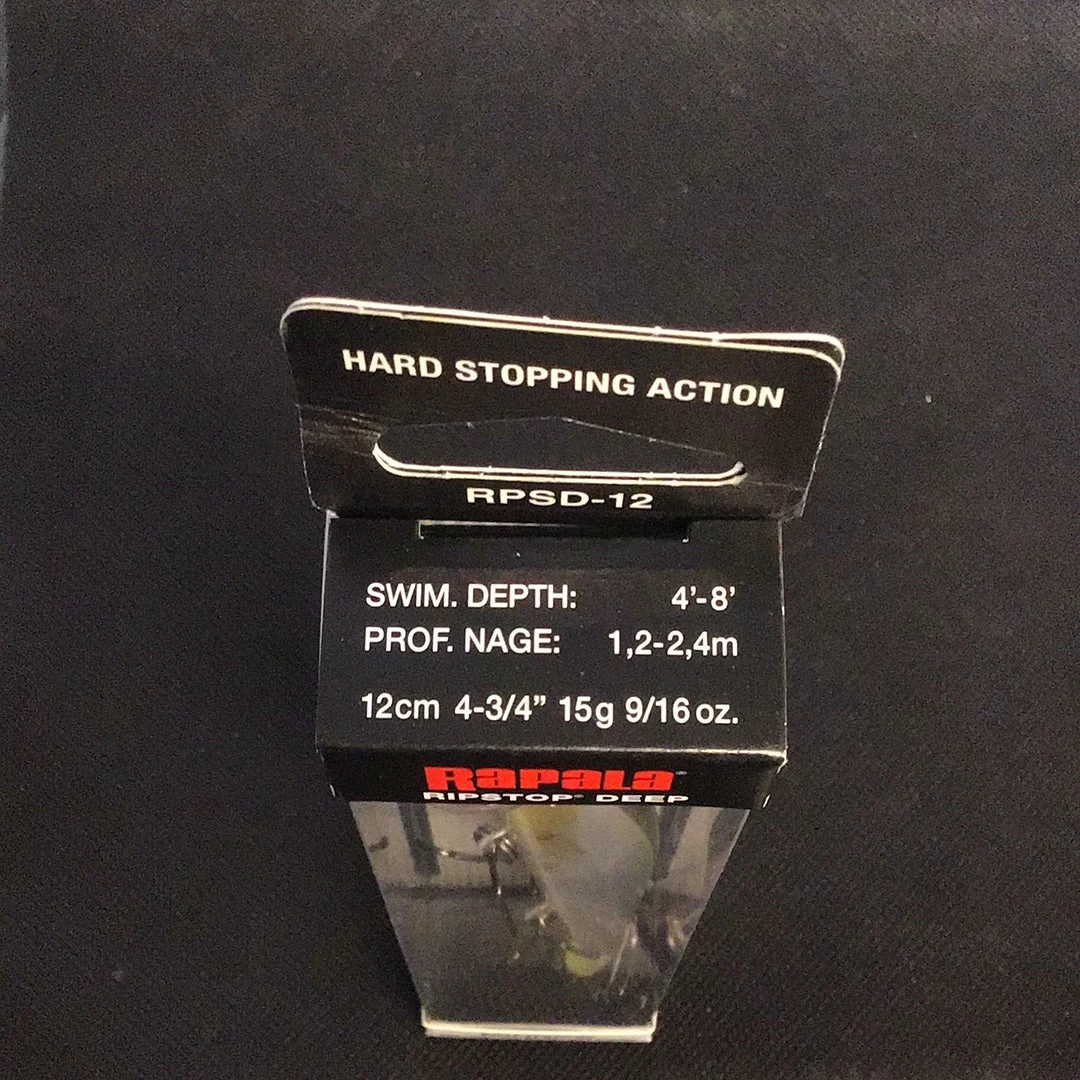 HARD STOPPING ACTION
RPSD-12
SWIM. DEPTH: 4'-8'
PROF. NAGE: 1,2-2,4m
12cm 4-3/4" 15g 9/16 oz.
Rapala®
RIPSTOP® DEEP